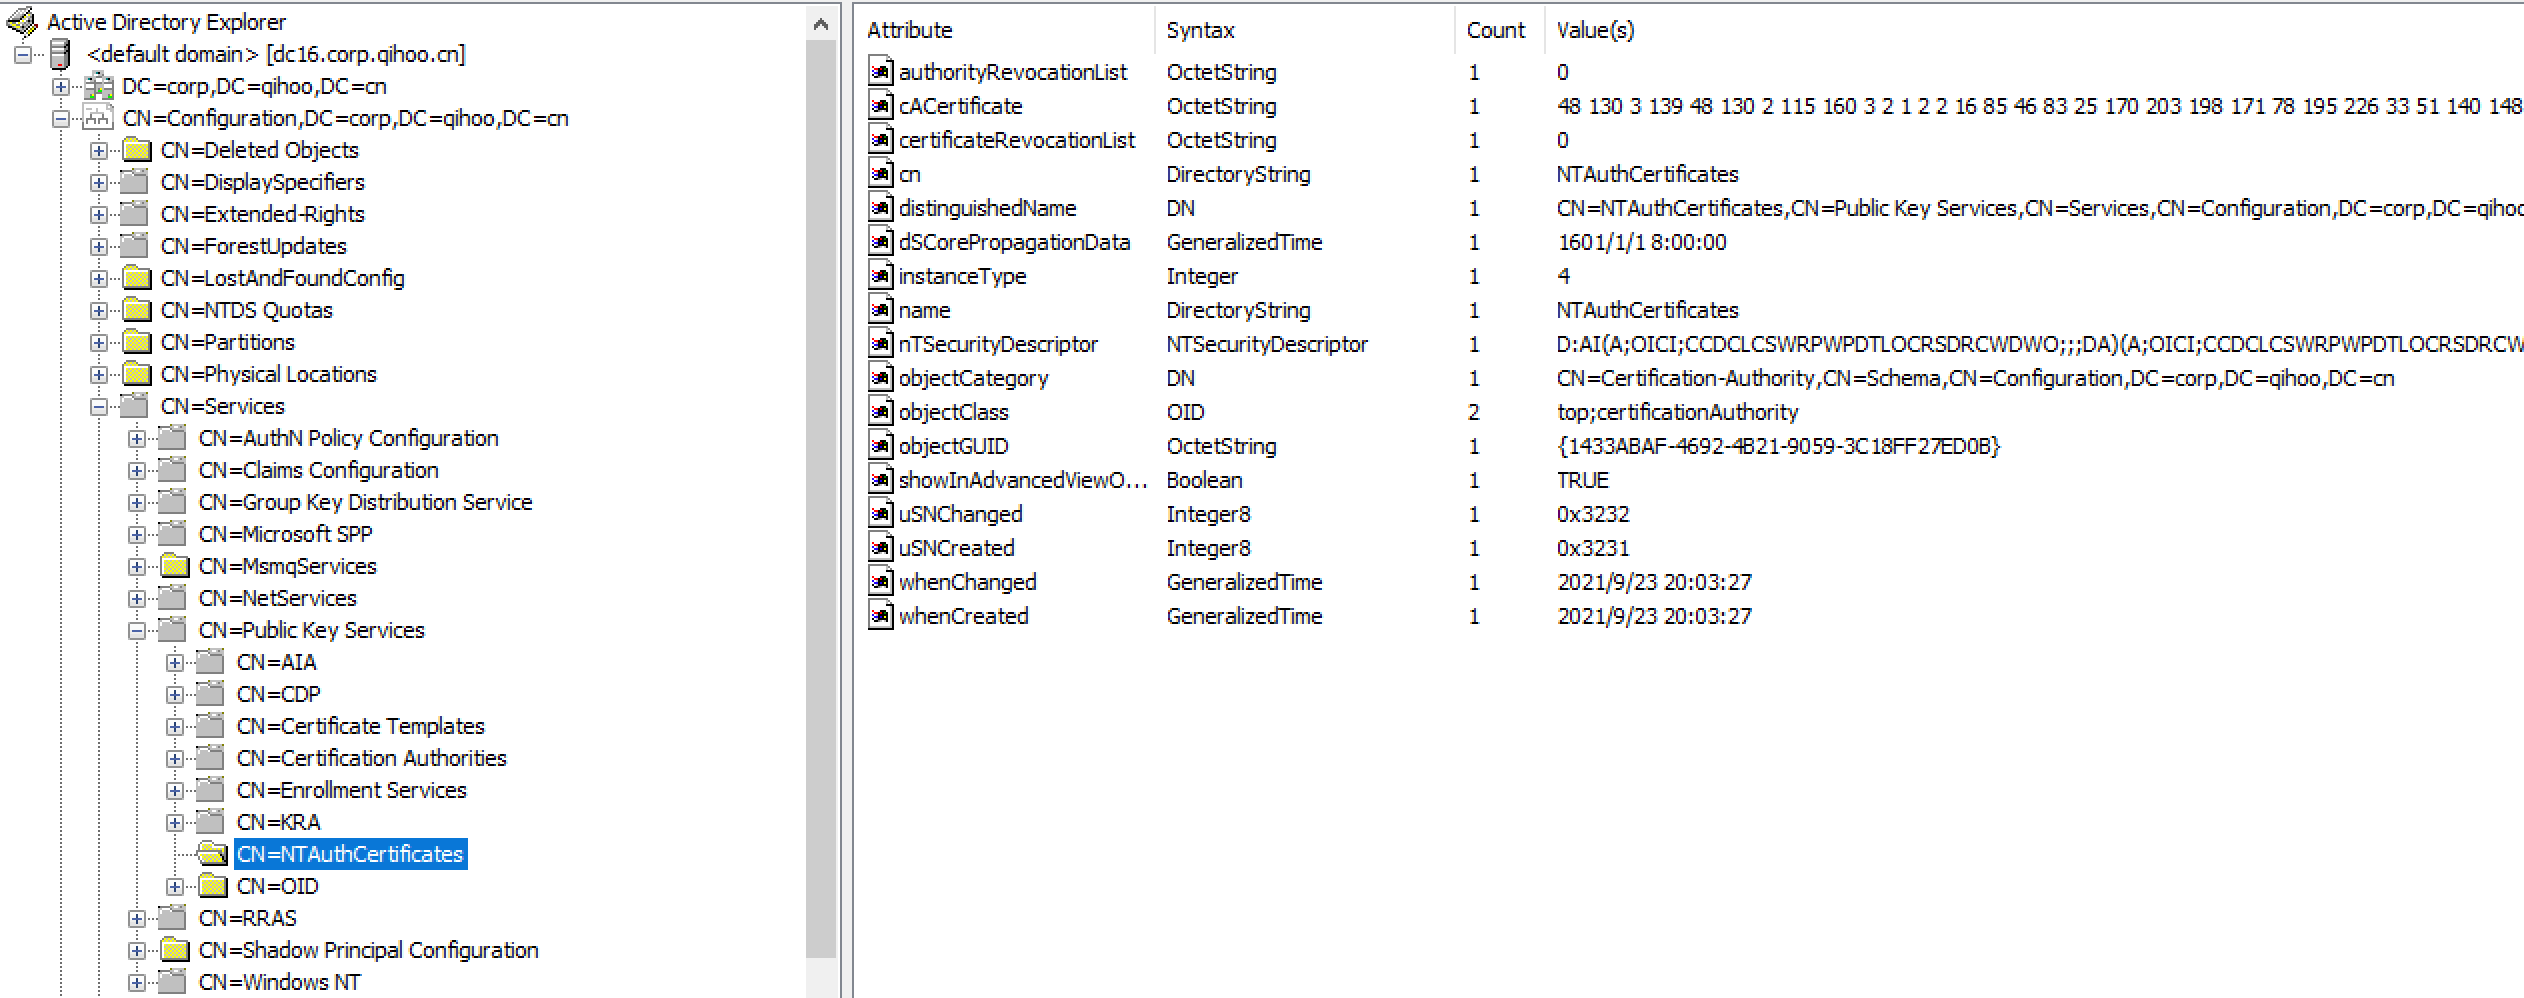 Active Directory Explorer
<default domain> [dc16.corp.qihoo.cn]
DC=corp,DC=qihoo,DC=cn
CN=Configuration,DC=corp,DC=qihoo,DC=cn
CN=Deleted Objects
CN=DisplaySpecifiers
CN=Extended-Rights
CN=ForestUpdates
CN=LostAndFoundConfig
CN=NTDS Quotas
CN=Partitions
CN=Physical Locations
CN=Services
CN=AuthN Policy Configuration
CN=Claims Configuration
CN=Group Key Distribution Service
CN=Microsoft SPP
CN=MsmqServices
CN=NetServices
CN=Public Key Services
CN=AIA
CN=CDP
CN=Certificate Templates
CN=Certification Authorities
CN=Enrollment Services
CN=KRA
CN=NTAuthCertificates
CN=OID
CN=RRAS
CN=Shadow Principal Configuration
CN=Windows NT
Attribute Syntax Count Value(s)
authorityRevocationList OctetString 1 0
cACertificate OctetString 1 48 130 3 139 48 130 2 115 160 3 2 1 2 2 16 85 46 83 25 170 203 198 171 78 195 226 33 51 140 148
certificateRevocationList OctetString 1 0
cn DirectoryString 1 NTAuthCertificates
distinguishedName DN 1 CN=NTAuthCertificates,CN=Public Key Services,CN=Services,CN=Configuration,DC=corp,DC=qihoo
dSCorePropagationData GeneralizedTime 1 1601/1/1 8:00:00
instanceType Integer 1 4
name DirectoryString 1 NTAuthCertificates
nTSecurityDescriptor NTSecurityDescriptor 1 D:AI(A;OICI;CCDCLCSWRPWPDTLOCRSDRCWDWO;;;DA)(A;OICI;CCDCLCSWRPWPDTLOCRSDRCW
objectCategory DN 1 CN=Certification-Authority,CN=Schema,CN=Configuration,DC=corp,DC=qihoo,DC=cn
objectClass OID 2 top;certificationAuthority
objectGUID OctetString 1 {1433ABAF-4692-4B21-9059-3C18FF27ED0B}
showInAdvancedViewO... Boolean 1 TRUE
uSNChanged Integer8 1 0x3232
uSNCreated Integer8 1 0x3231
whenChanged GeneralizedTime 1 2021/9/23 20:03:27
whenCreated GeneralizedTime 1 2021/9/23 20:03:27